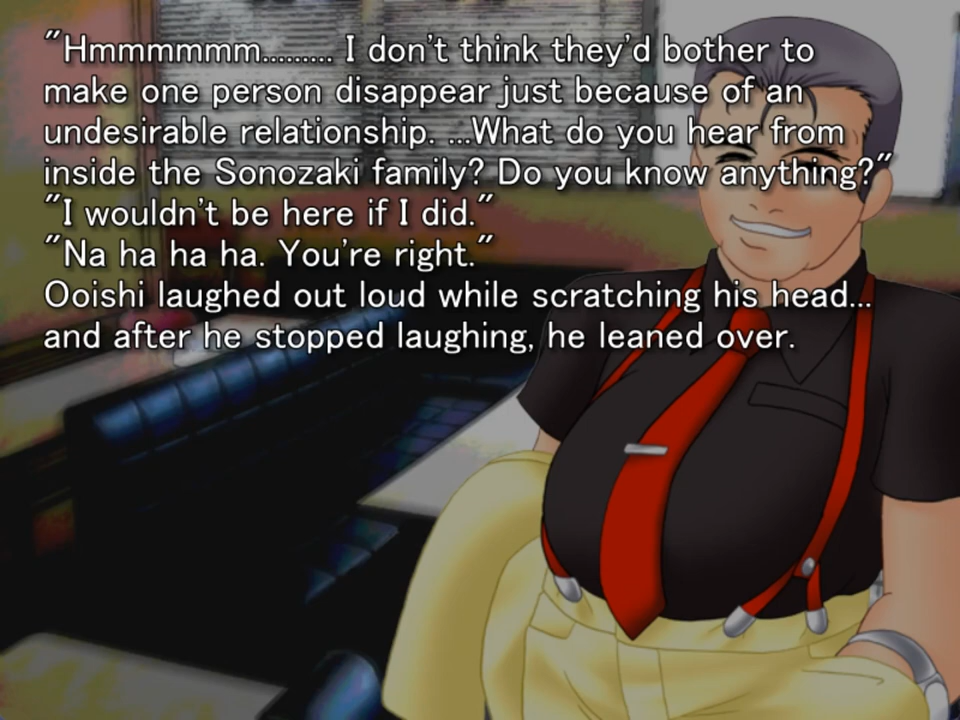 "Hmmmmmm......... I don't think they'd bother to
make one person disappear just because of an
undesirable relationship. ...What do you hear from
inside the Sonozaki family? Do you know anything?"
"I wouldn't be here if I did."
"Na ha ha ha. You're right."
Ooishi laughed out loud while scratching his head...
and after he stopped laughing, he leaned over.